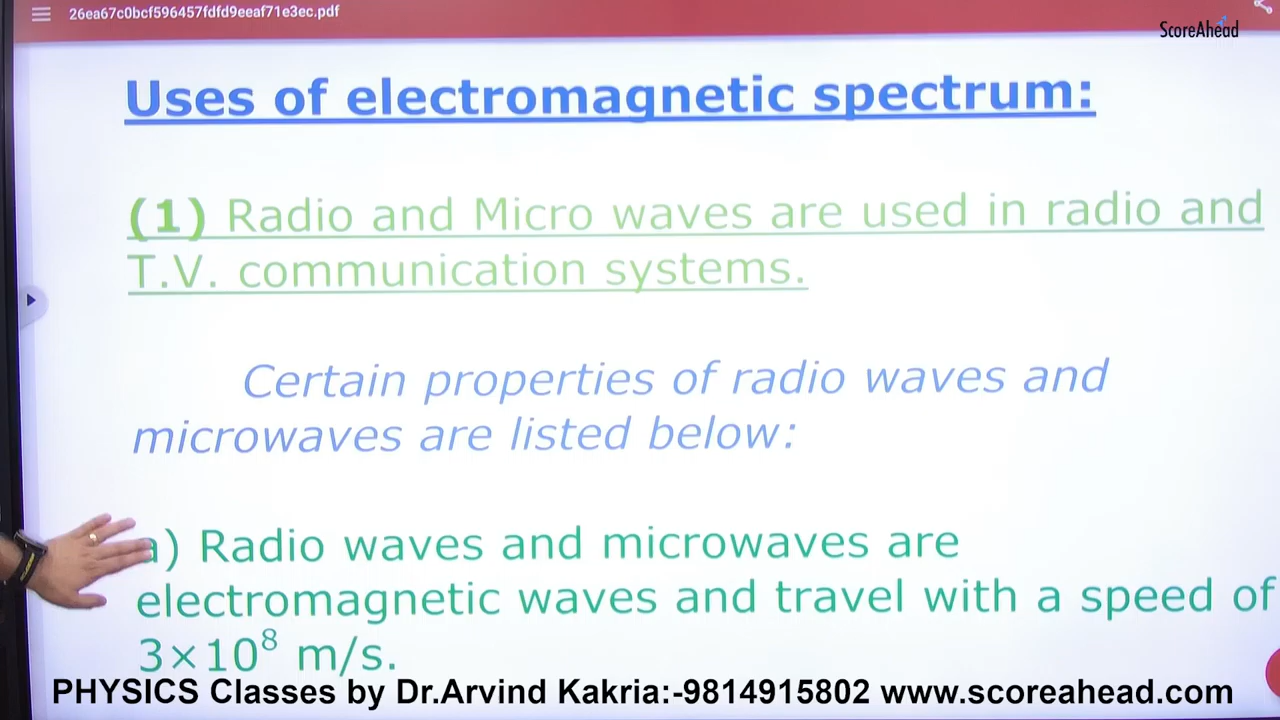 26ea67c0bcf596457fdfd9eeaf71e3ec.pdf
ScoreAhead
Uses of electromagnetic spectrum:
(1) Radio and Micro waves are used in radio and
T.V. communication systems.
Certain properties of radio waves and
microwaves are listed below:
a) Radio waves and microwaves are
electromagnetic waves and travel with a speed of
3×10⁸ m/s.
PHYSICS Classes by Dr.Arvind Kakria:-9814915802 www.scoreahead.com